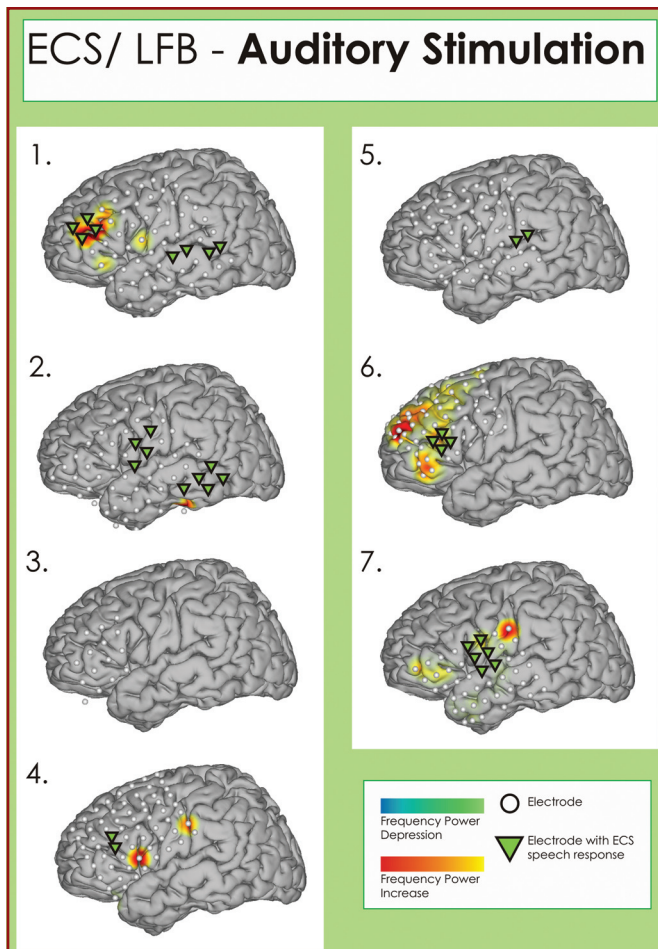 ECS/ LFB - Auditory Stimulation
1.
2.
3.
4.
5.
6.
7.
Frequency Power
Depression
Frequency Power
Increase
Electrode
Electrode with ECS
speech response